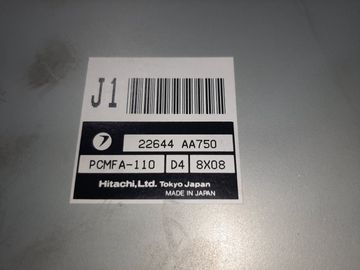 J1
22644 AA750
PCMFA-110 D4 8X08
Hitachi,Ltd. Tokyo Japan
MADE IN JAPAN